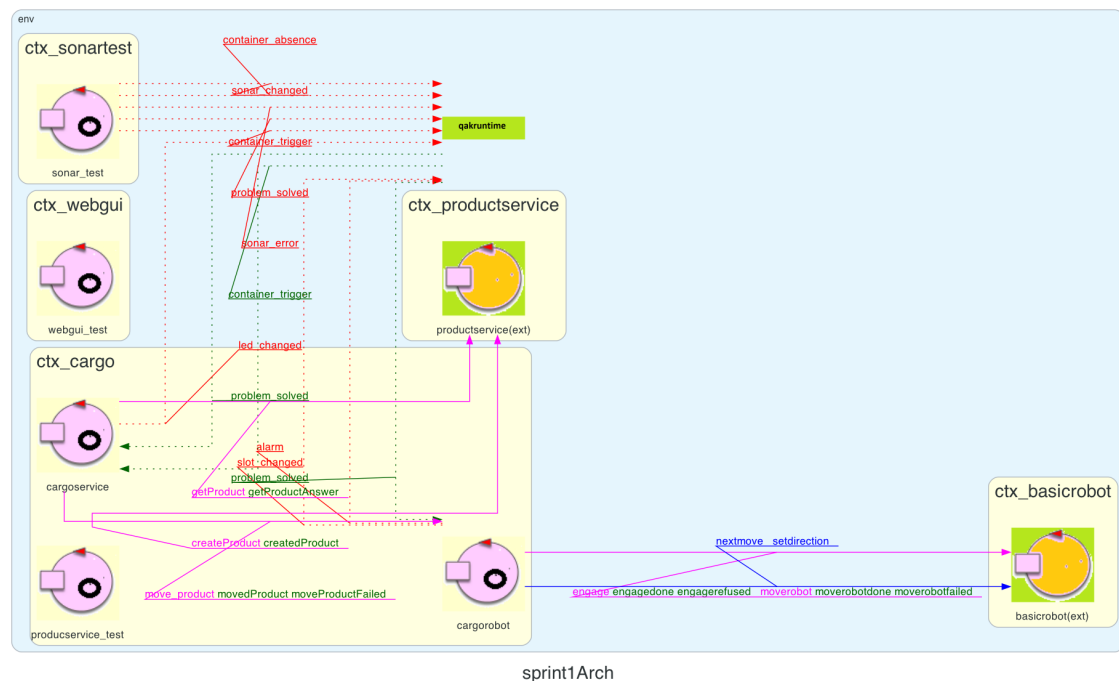 env
ctx_sonartest
container_absence
sonar_changed
qakruntime
container_trigger
sonar_test
problem_solved
ctx_webgui
ctx_productservice
sonar_error
container_trigger
webgui_test
productservice(ext)
led_changed
ctx_cargo
problem_solved
alarm
slot_changed
problem_solved
cargoservice
getProduct getProductAnswer
ctx_basicrobot
createProduct createdProduct
nextmove setdirection
move_product movedProduct moveProductFailed
engage engagedone engagerefused moverobot moverobotdone moverobotfailed
producservice_test
cargorobot
basicrobot(ext)
sprint1Arch